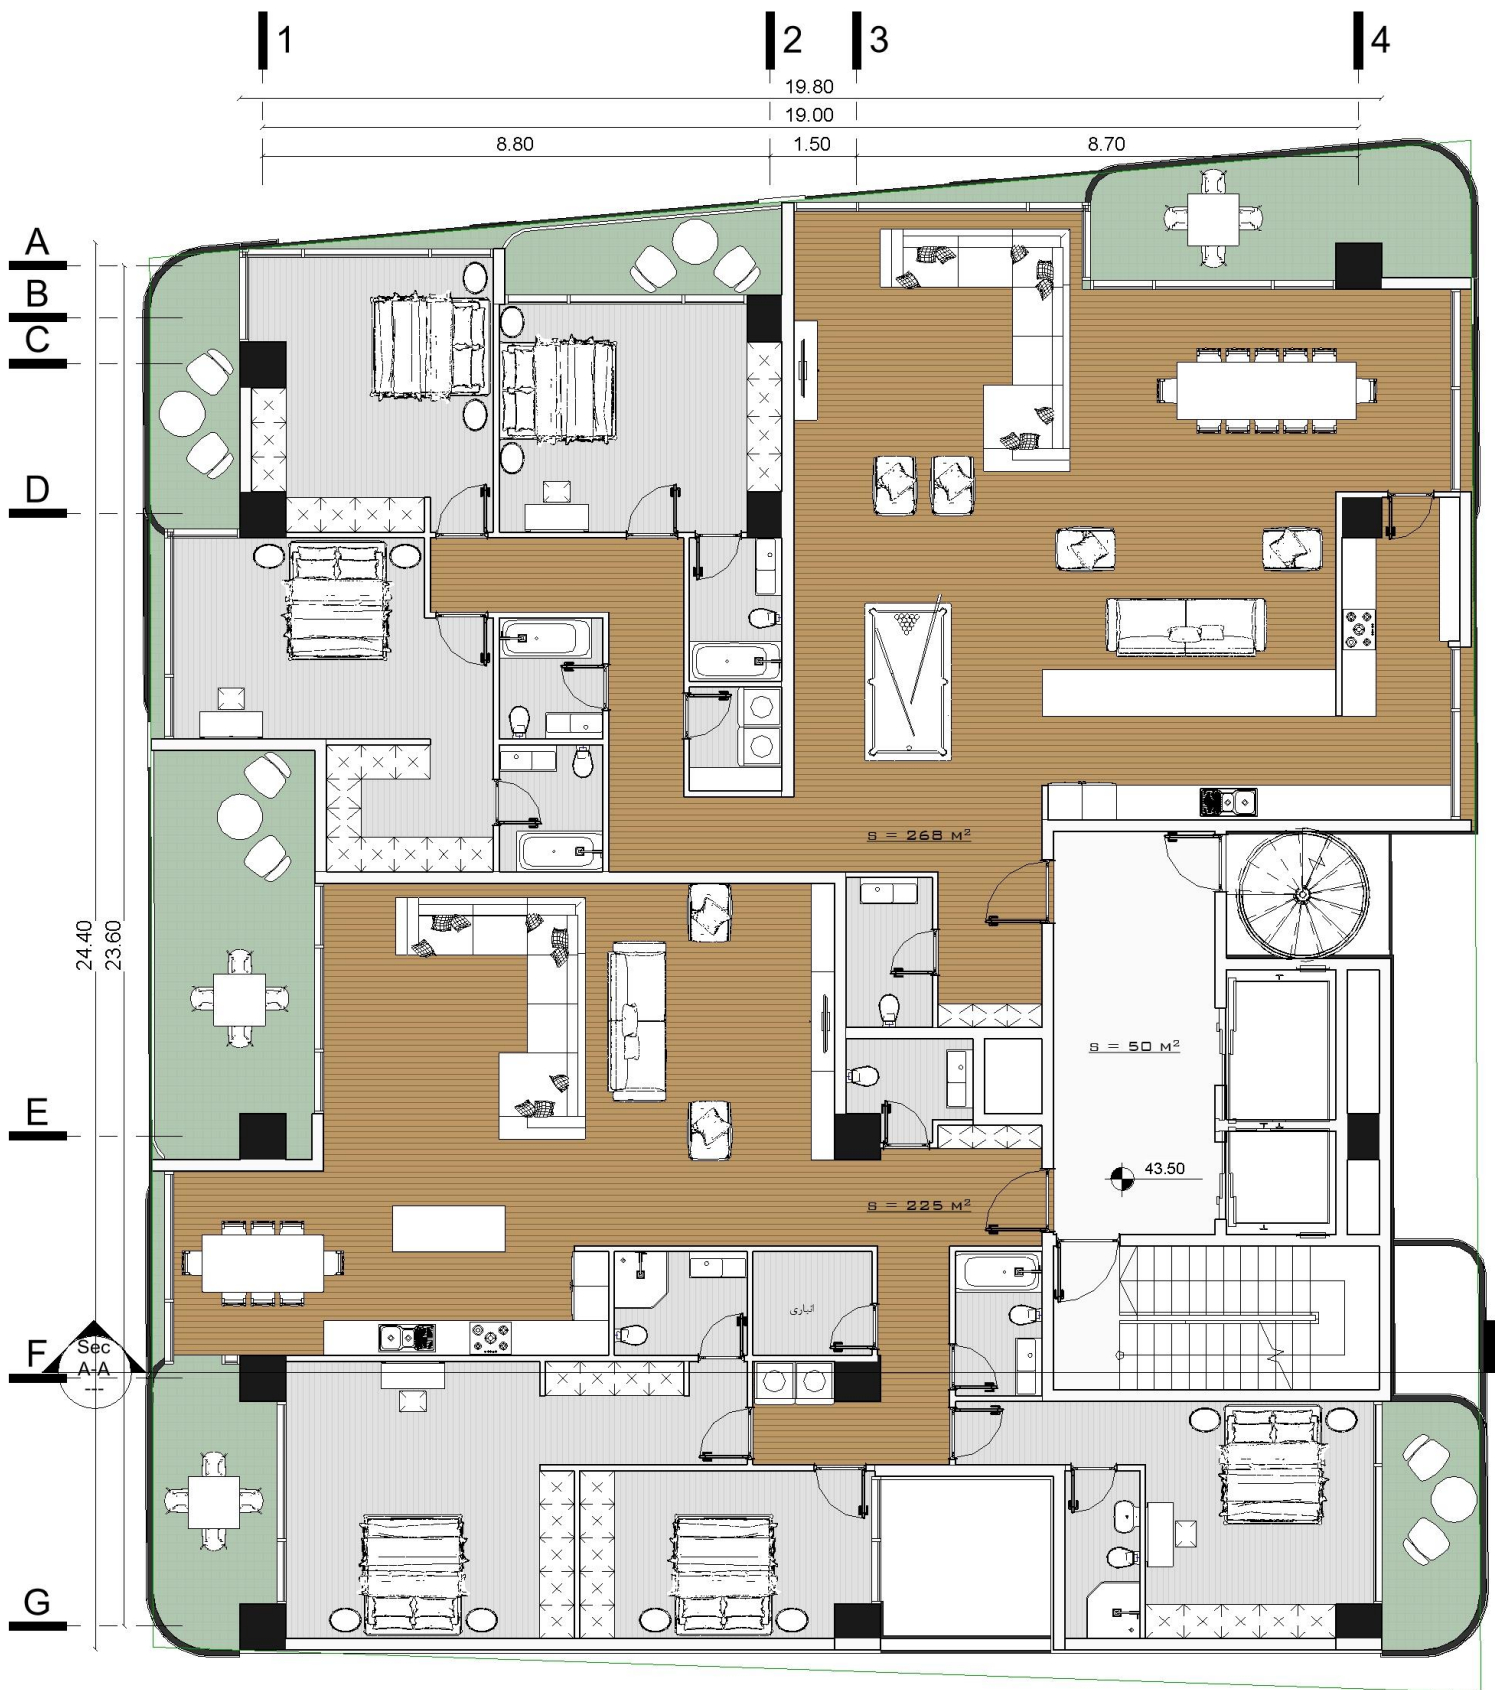 1 2 3 4
19.80
19.00
8.80 1.50 8.70
A
B
C
D
S = 268 M²
24.40
23.60
S = 50 M²
E
43.50
S = 225 M²
انباری
F
Sec
A-A
---
G